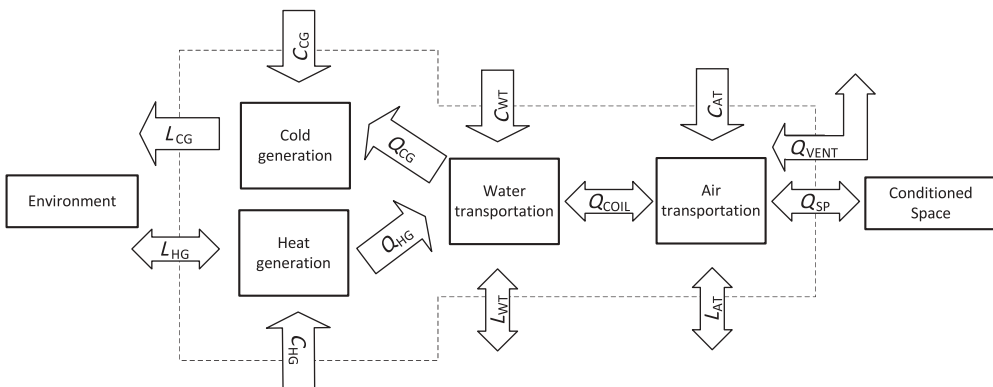 C_CG
C_WT
C_AT
L_CG
Cold
generation
Q_CG
Q_VENT
Environment
Water
transportation
Q_COIL
Air
transportation
Q_SP
Conditioned
Space
L_HG
Heat
generation
Q_HG
L_WT
L_AT
C_HG